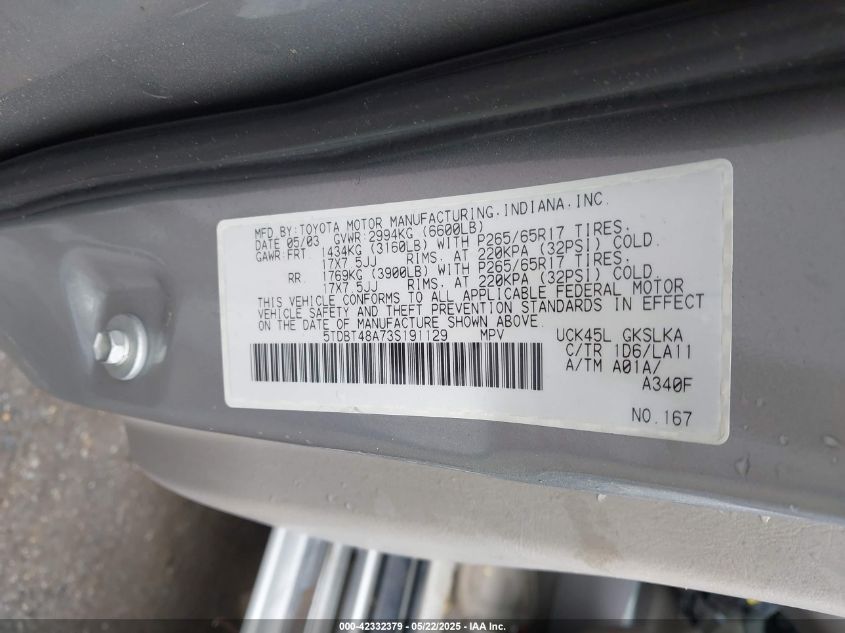 MFD.BY:TOYOTA MOTOR MANUFACTURING.INDIANA,INC.
DATE 05/03 GVWR:2994KG (6600LB)
GAWR:FRT. 1434KG (3160LB) WITH P265/65R17 TIRES.
17X7.5JJ RIMS. AT 220KPA (32PSI) COLD.
RR. 1769KG (3900LB) WITH P265/65R17 TIRES.
17X7.5JJ RIMS. AT 220KPA (32PSI) COLD.
THIS VEHICLE CONFORMS TO ALL APPLICABLE FEDERAL MOTOR
VEHICLE SAFETY AND THEFT PREVENTION STANDARDS IN EFFECT
ON THE DATE OF MANUFACTURE SHOWN ABOVE.
5TDBT48A73S191129 MPV UCK45L GKSLKA
C/TR 1D6/LA11
A/TM A01A/
A340F
NO.167
000-42332379 - 05/22/2025 - IAA Inc.